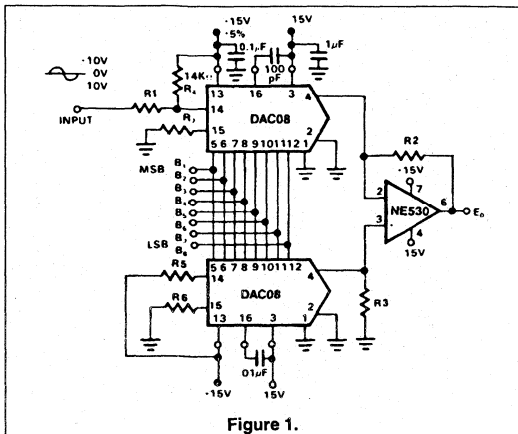 ·15V
·5%
15V
0.1μF
1μF
100
pF
·10V
0V
10V
14K
R₄
13
16
3
R1
14
4
INPUT
DAC08
15
2
5 6 7 8 9 10 11 12
1
R2
MSB
B₁
B₂
B₃
B₄
B₅
B₆
B₇
LSB
B₈
·15V
7
2
NE530
6
E₀
3
4
15V
R5
5 6 7 8 9 10 11 12
14
4
DAC08
R6
15
2
R3
13
16
3
1
01μF
·15V
15V
Figure 1.